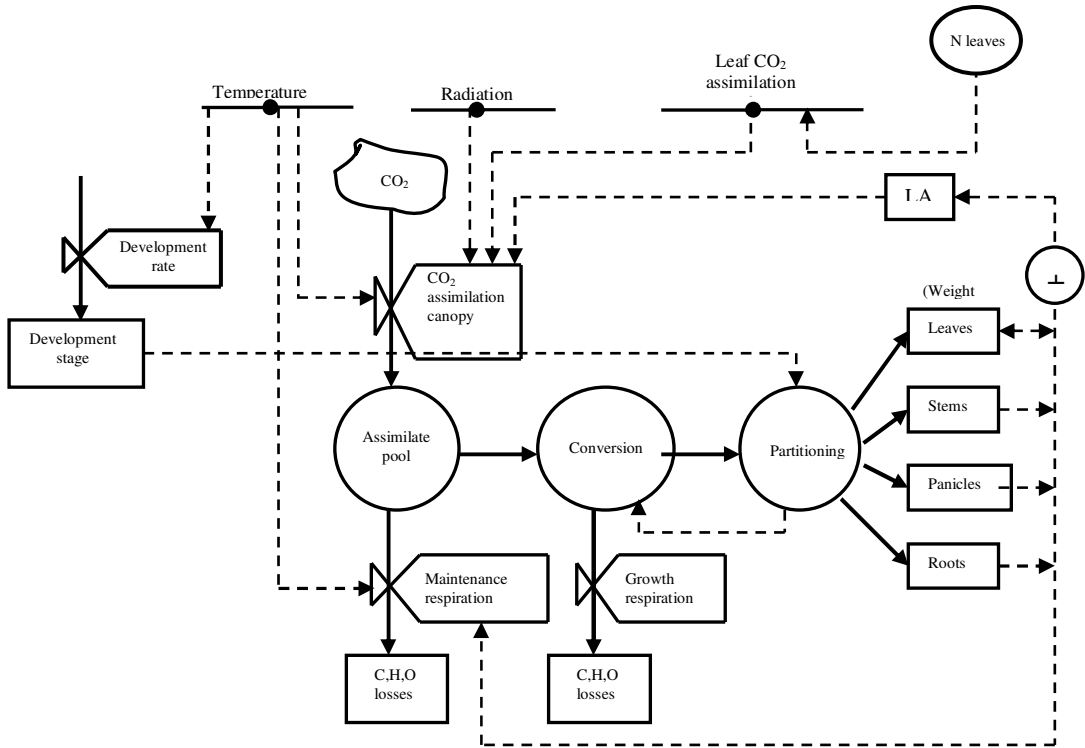 N leaves
Leaf CO₂
assimilation
Temperature
Radiation
CO₂
Development
rate
CO₂
assimilation
canopy
(Weight
Leaves
Development
stage
Stems
Assimilate
pool
Conversion
Partitioning
Panicles
Roots
Maintenance
respiration
Growth
respiration
C,H,O
losses
C,H,O
losses